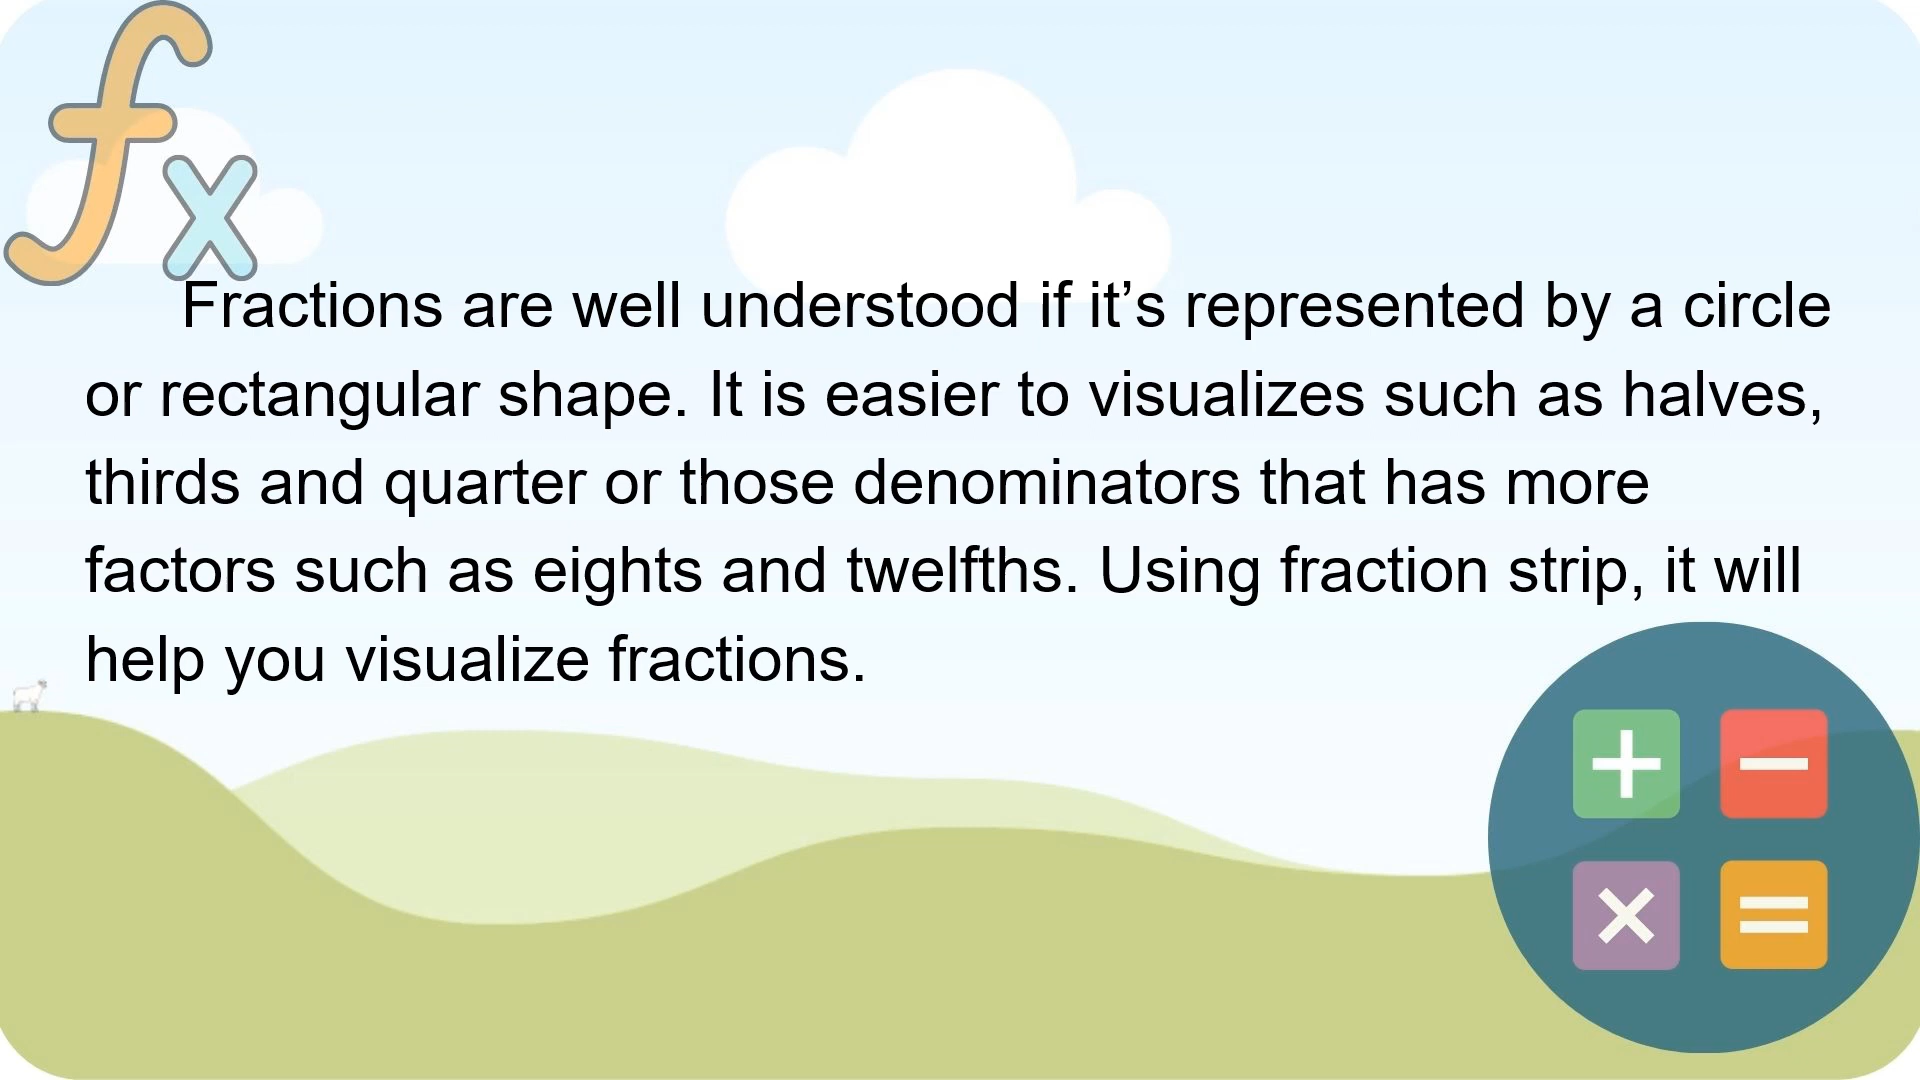 fx
Fractions are well understood if it’s represented by a circle
or rectangular shape. It is easier to visualizes such as halves,
thirds and quarter or those denominators that has more
factors such as eights and twelfths. Using fraction strip, it will
help you visualize fractions.
+ −
× =